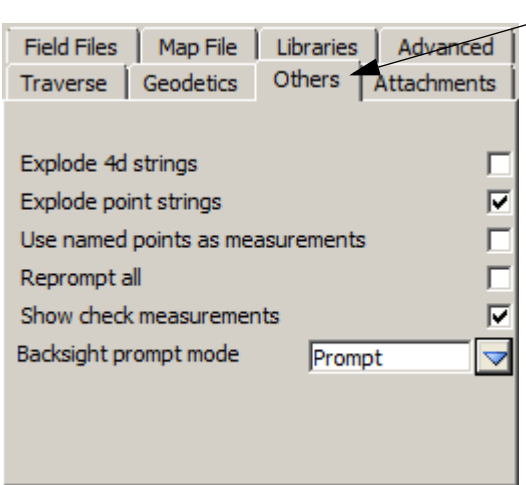 Field Files Map File Libraries Advanced
Traverse Geodetics Others Attachments
Explode 4d strings
Explode point strings
Use named points as measurements
Reprompt all
Show check measurements
Backsight prompt mode Prompt